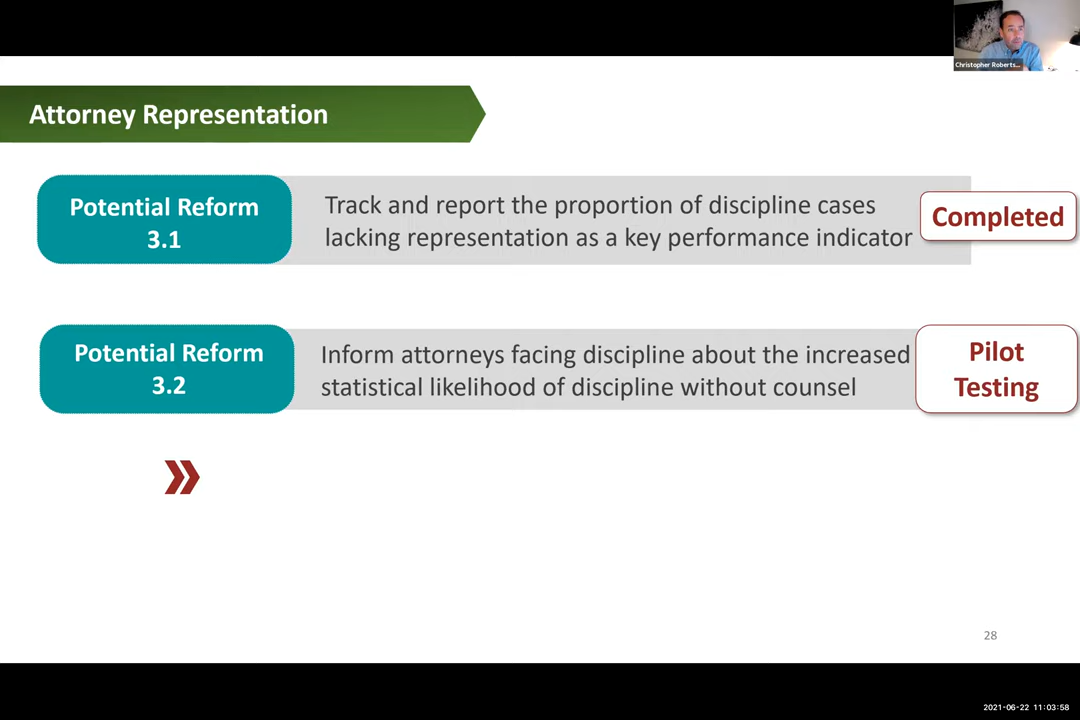 Christopher Roberts...
Attorney Representation
Potential Reform
3.1
Track and report the proportion of discipline cases
lacking representation as a key performance indicator
Completed
Potential Reform
3.2
Inform attorneys facing discipline about the increased
statistical likelihood of discipline without counsel
Pilot
Testing
28
2021-06-22 11:03:58